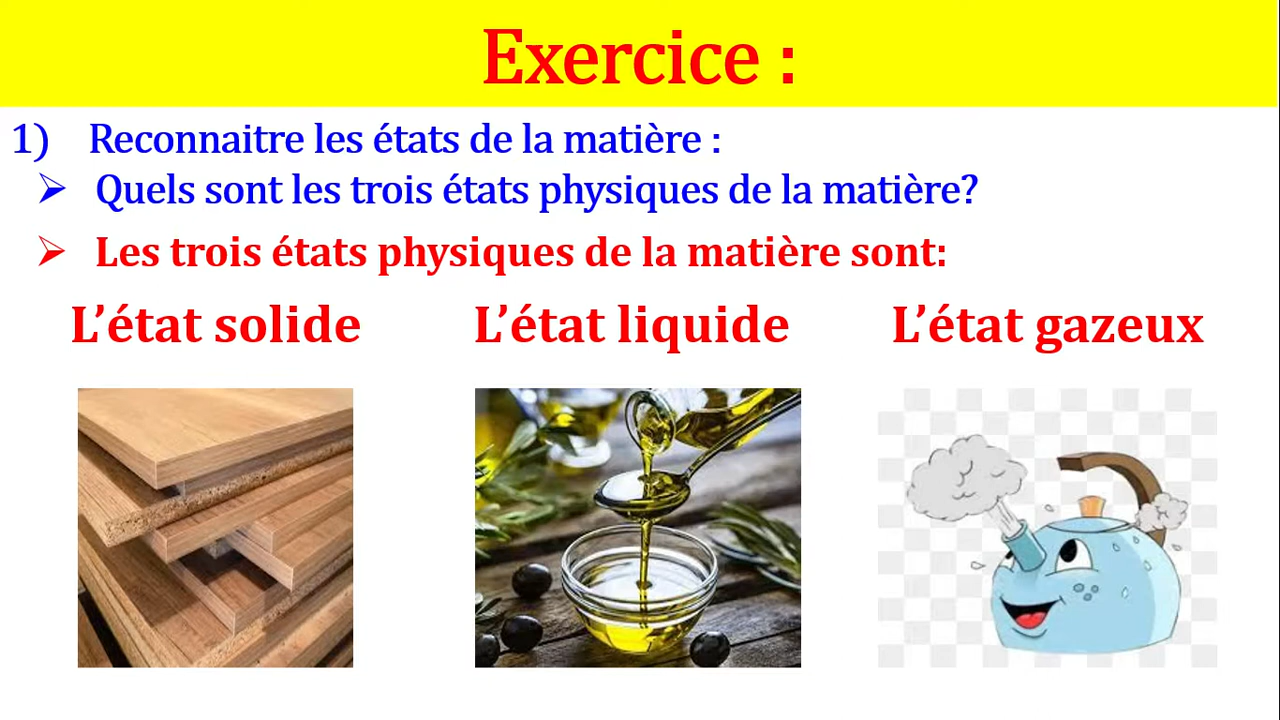 Exercice :
1) Reconnaitre les états de la matière :
➢ Quels sont les trois états physiques de la matière?
➢ Les trois états physiques de la matière sont:
L’état solide L’état liquide L’état gazeux